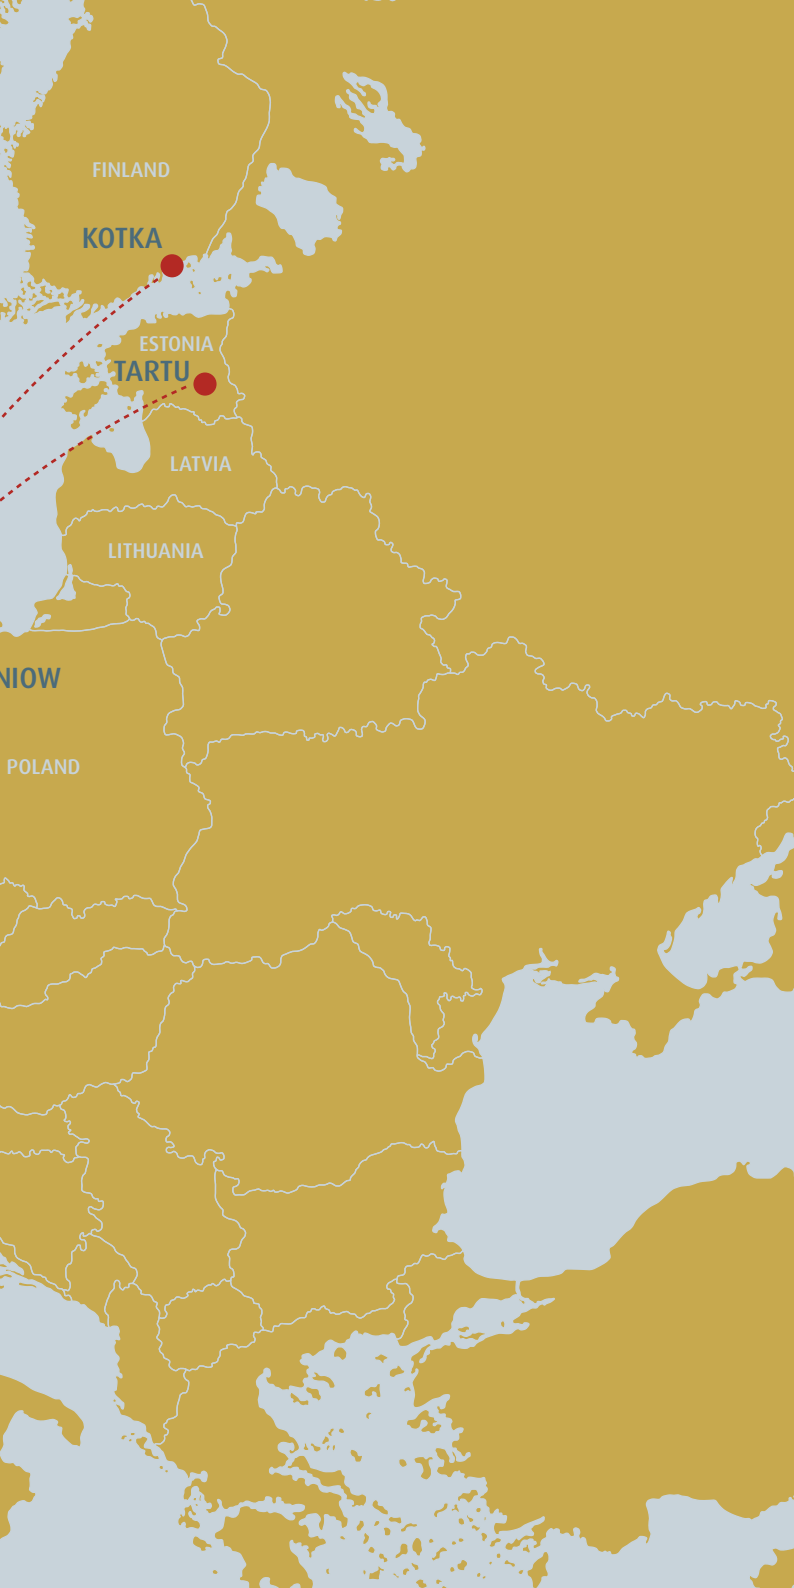 FINLAND
KOTKA
ESTONIA
TARTU
LATVIA
LITHUANIA
NIOW
POLAND